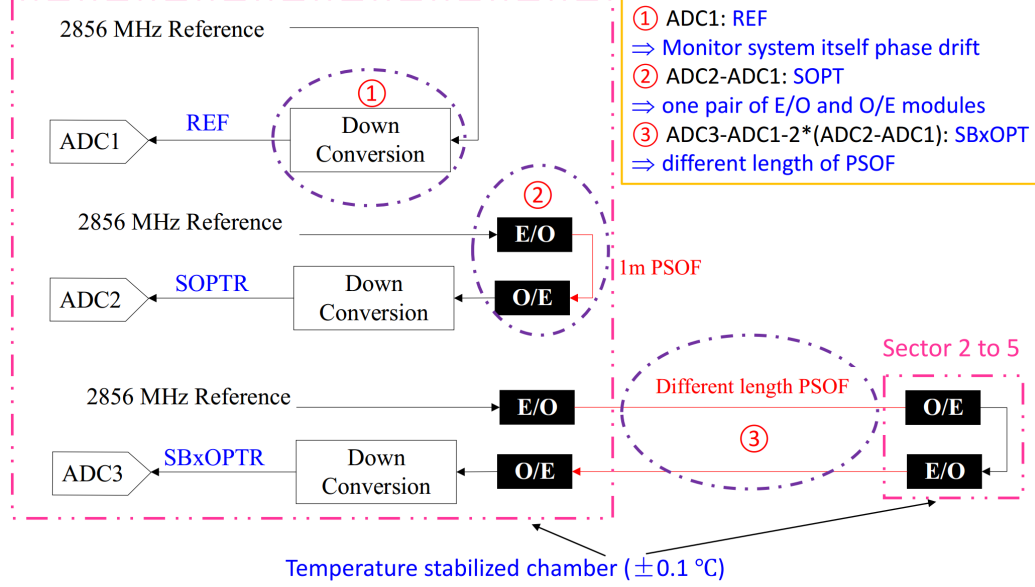 2856 MHz Reference
①
Down
Conversion
REF
ADC1
① ADC1: REF
⇒ Monitor system itself phase drift
② ADC2-ADC1: SOPT
⇒ one pair of E/O and O/E modules
③ ADC3-ADC1-2*(ADC2-ADC1): SBxOPT
⇒ different length of PSOF
②
2856 MHz Reference
E/O
1m PSOF
O/E
Down
Conversion
SOPTR
ADC2
Sector 2 to 5
2856 MHz Reference
E/O
Different length PSOF
O/E
③
ADC3
SBxOPTR
Down
Conversion
O/E
E/O
Temperature stabilized chamber (±0.1 ℃)